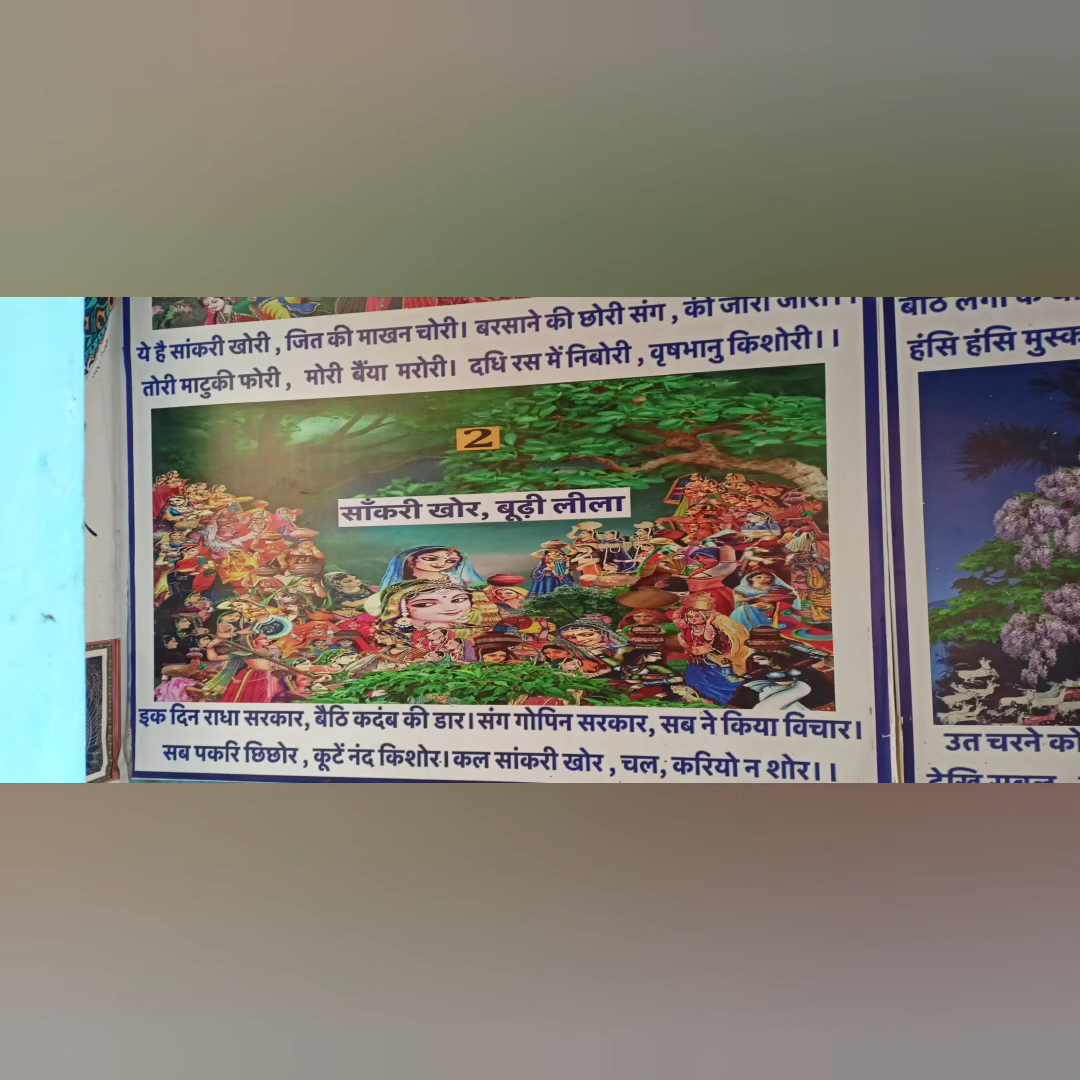 ये है सांकरी खोरी , जित की माखन चोरी। बरसाने की छोरी संग , की जोरा जोरी।।
तोरी माटुकी फोरी , मोरी बैंया मरोरी। दधि रस में निबोरी , वृषभानु किशोरी।।
2
साँकरी खोर, बूढ़ी लीला
इक दिन राधा सरकार, बैठि कदंब की डार। संग गोपिन सरकार, सब ने किया विचार।
सब पकरि छिछोर , कूटें नंद किशोर। कल सांकरी खोर , चल, करियो न शोर।।
हंसि हंसि
उत चरने को